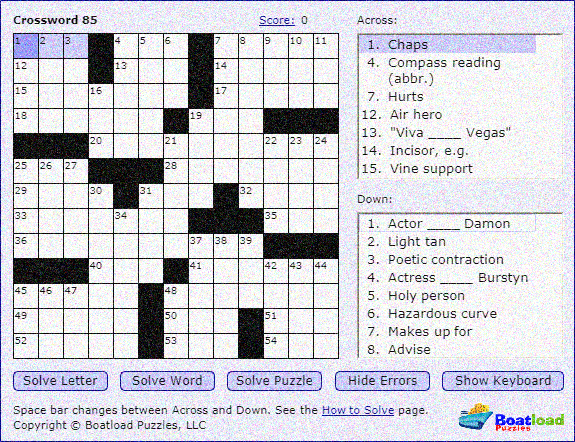 Crossword 85
Score: 0
1 2 3 4 5 6 7 8 9 10 11
12 13 14
15 16 17
18 19
20 21 22 23 24
25 26 27 28
29 30 31 32
33 34 35
36 37 38 39
40 41 42 43 44
45 46 47 48
49 50 51
52 53 54
Across:
1. Chaps
4. Compass reading
(abbr.)
7. Hurts
12. Air hero
13. "Viva ____ Vegas"
14. Incisor, e.g.
15. Vine support
Down:
1. Actor ____ Damon
2. Light tan
3. Poetic contraction
4. Actress ____ Burstyn
5. Holy person
6. Hazardous curve
7. Makes up for
8. Advise
Solve Letter
Solve Word
Solve Puzzle
Hide Errors
Show Keyboard
Space bar changes between Across and Down. See the How to Solve page.
Copyright © Boatload Puzzles, LLC
Boatload
Puzzles